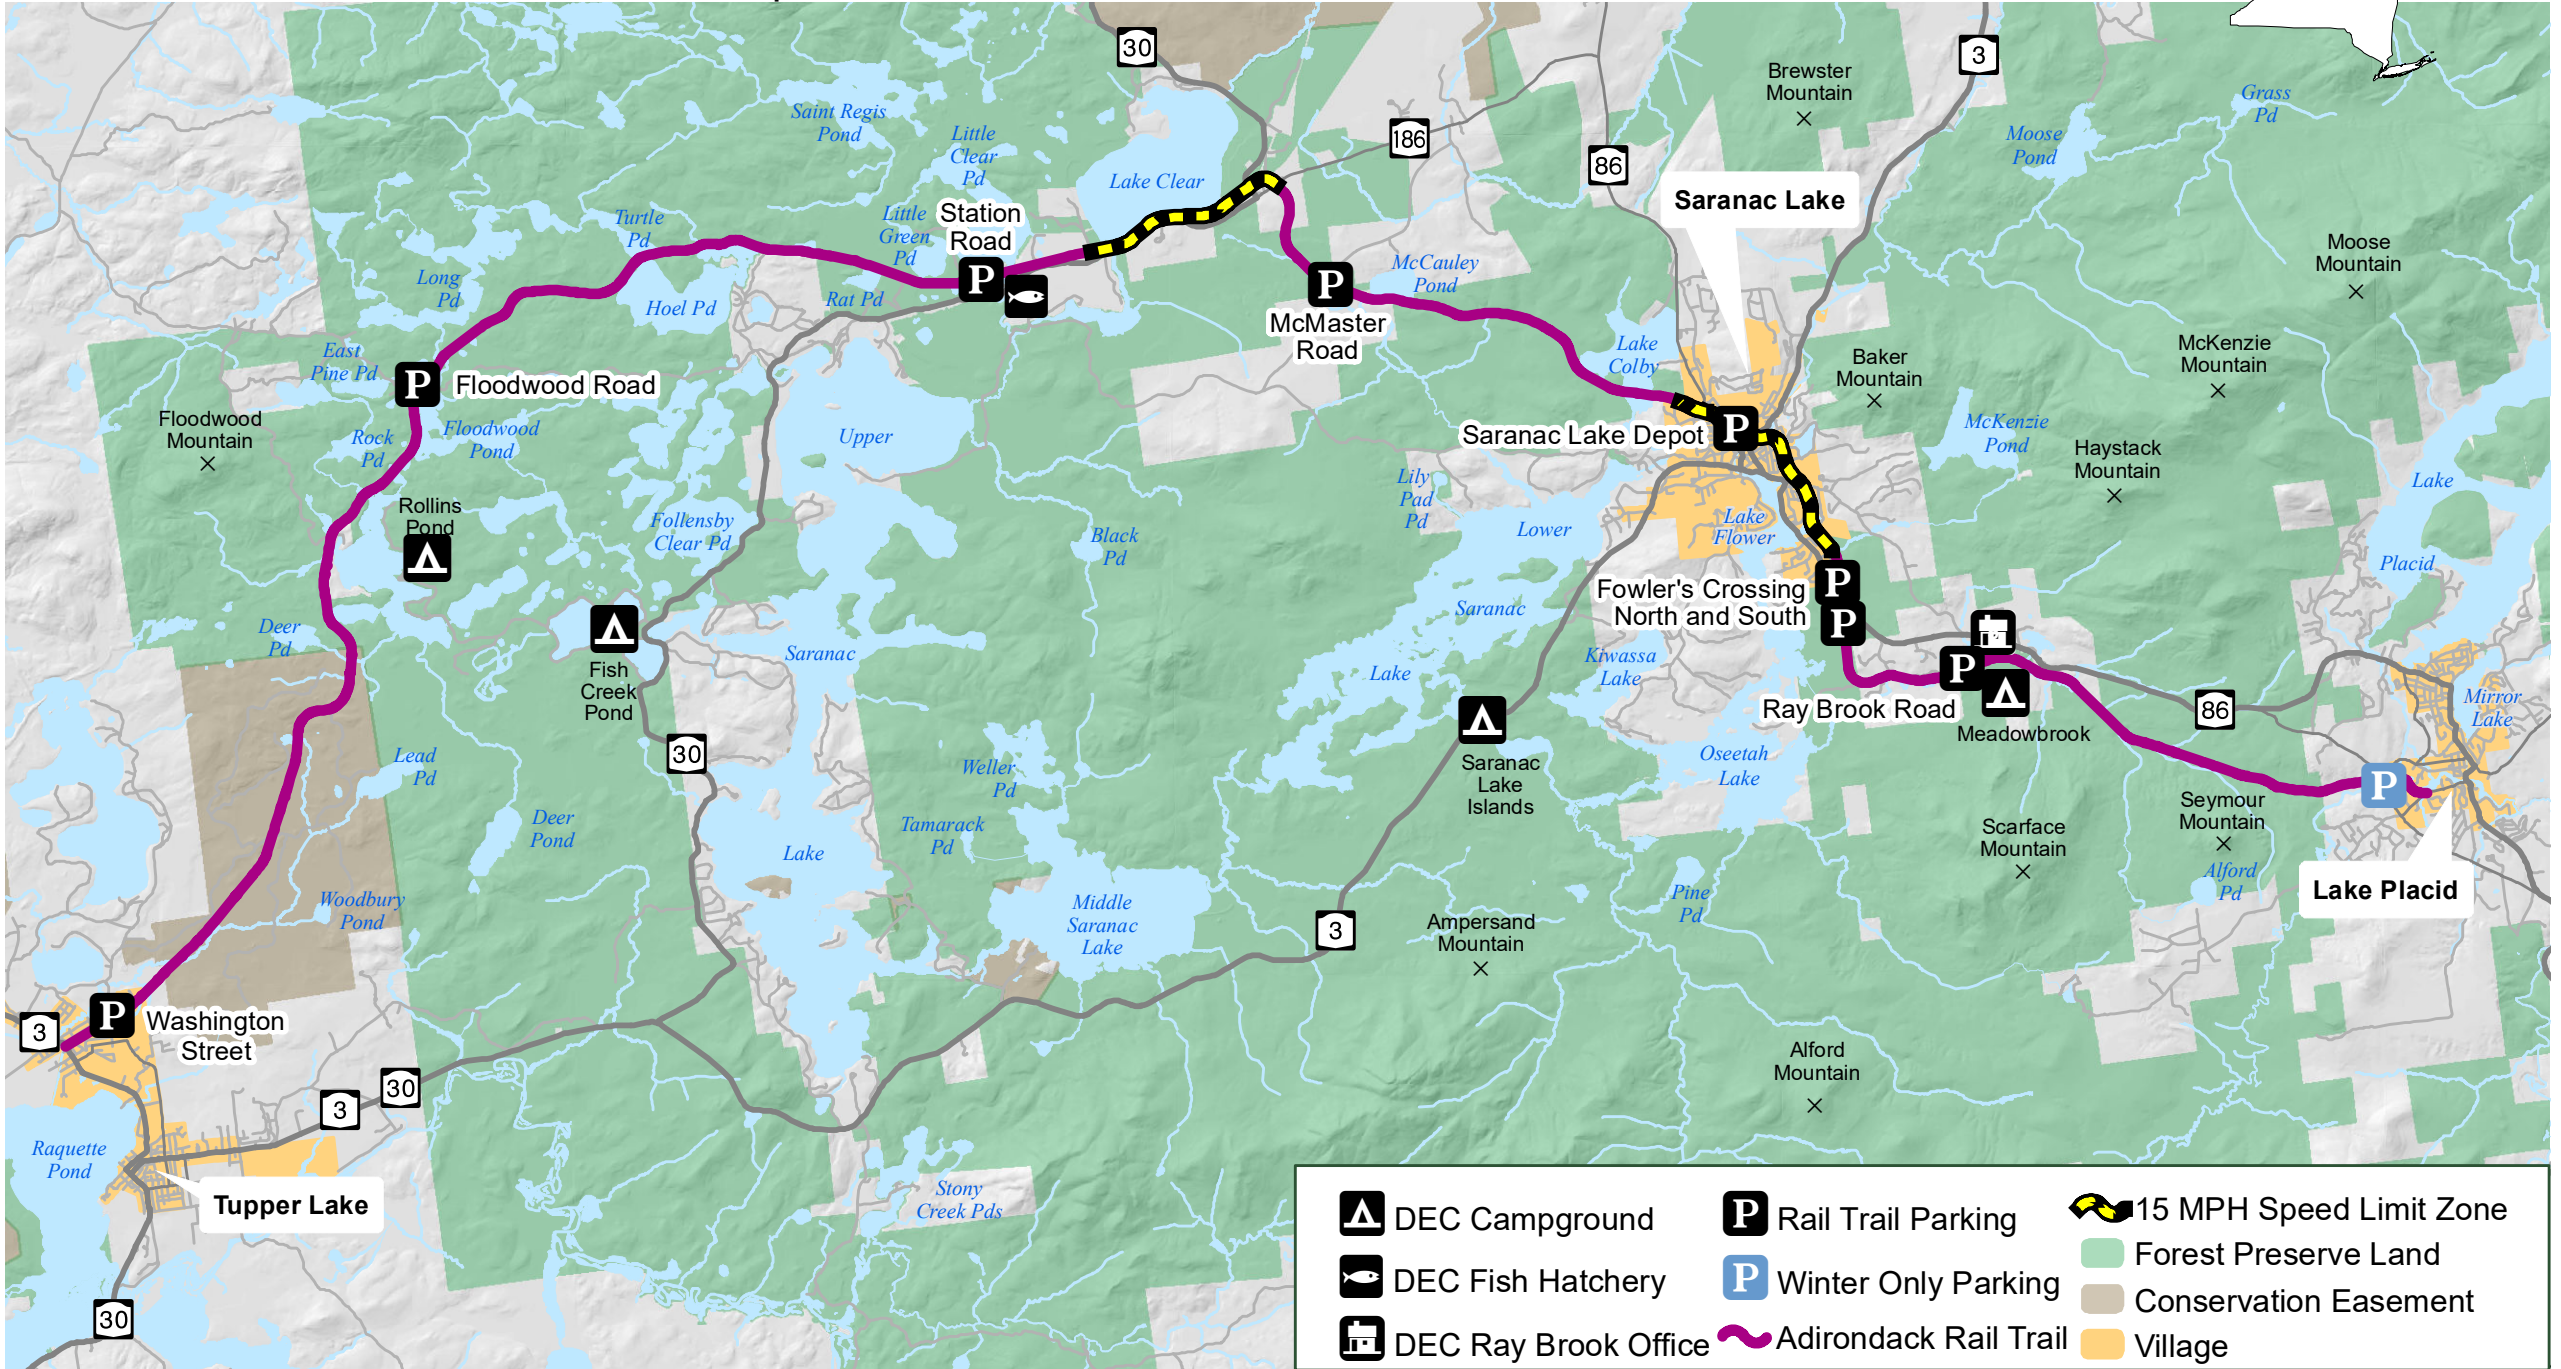 30
3
Brewster
Mountain
Grass
Pd
Saint Regis
Pond
Little
Clear
Pd
186
86
Moose
Pond
Lake Clear
Saranac Lake
Station
Road
Little
Green
Pd
Turtle
Pd
Moose
Mountain
Long
Pd
Hoel Pd
Rat Pd
P
McCauley
Pond
P
McMaster
Road
East
Pine Pd
P
Floodwood Road
Lake
Colby
Baker
Mountain
McKenzie
Mountain
Floodwood
Mountain
Rock
Pd
Floodwood
Pond
Upper
Saranac Lake Depot
P
McKenzie
Pond
Haystack
Mountain
Lake
Placid
Rollins
Pond
Follensby
Clear Pd
Black
Pd
Lily
Pad
Pd
Lower
Saranac
Lake
Lake
Flower
Fowler's Crossing
North and South
P
P
Deer
Pd
Fish
Creek
Pond
Saranac
Kiwassa
Lake
P
Ray Brook Road
Meadowbrook
86
Mirror
Lake
30
Lead
Pd
Weller
Pd
Saranac
Lake
Islands
Oseetah
Lake
P
Seymour
Mountain
Deer
Pond
Tamarack
Pd
Lake
Scarface
Mountain
Alford
Pd
Lake Placid
Woodbury
Pond
Middle
Saranac
Lake
3
Ampersand
Mountain
Pine
Pd
3
P
Washington
Street
Alford
Mountain
30
3
Raquette
Pond
Tupper Lake
Stony
Creek Pds
30
DEC Campground
DEC Fish Hatchery
DEC Ray Brook Office
P Rail Trail Parking
P Winter Only Parking
Adirondack Rail Trail
15 MPH Speed Limit Zone
Forest Preserve Land
Conservation Easement
Village